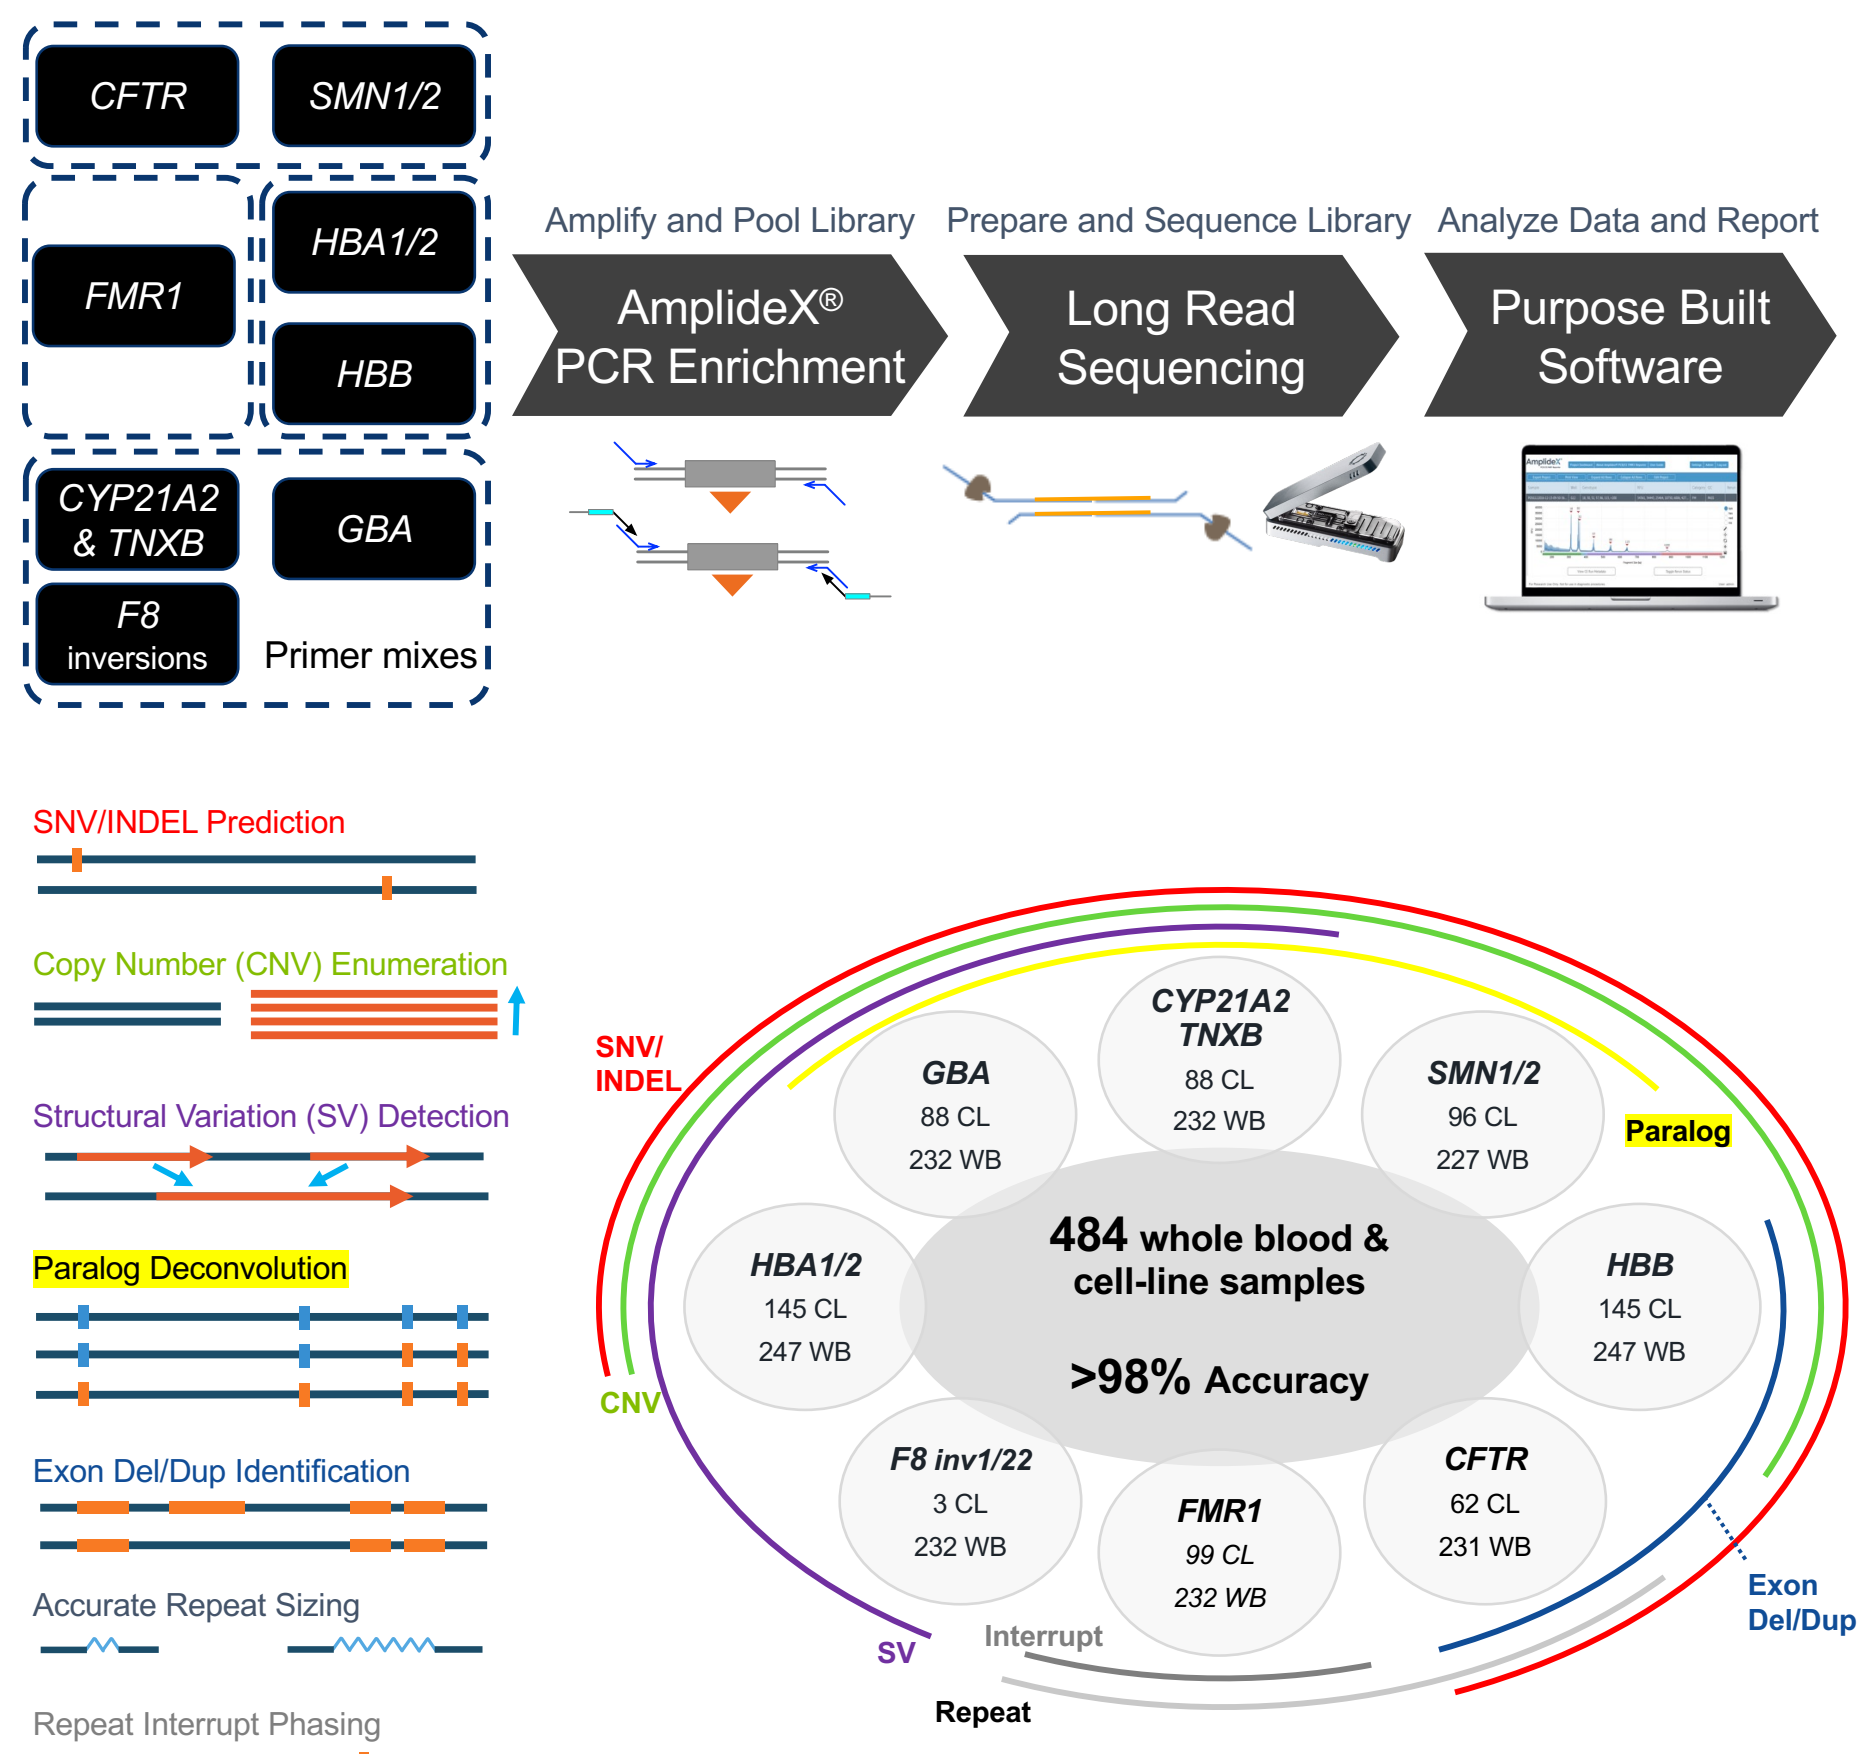 CFTR
SMN1/2
FMR1
HBA1/2
HBB
CYP21A2
& TNXB
GBA
F8
inversions
Primer mixes
Amplify and Pool Library
AmplideX®
PCR Enrichment
Prepare and Sequence Library
Long Read
Sequencing
Analyze Data and Report
Purpose Built
Software
AmplideX
SNV/INDEL Prediction
Copy Number (CNV) Enumeration
Structural Variation (SV) Detection
Paralog Deconvolution
Exon Del/Dup Identification
Accurate Repeat Sizing
Repeat Interrupt Phasing
SNV/
INDEL
CNV
SV
Interrupt
Repeat
Paralog
Exon
Del/Dup
CYP21A2
TNXB
88 CL
232 WB
GBA
88 CL
232 WB
SMN1/2
96 CL
227 WB
HBA1/2
145 CL
247 WB
484 whole blood &
cell-line samples
>98% Accuracy
HBB
145 CL
247 WB
F8 inv1/22
3 CL
232 WB
FMR1
99 CL
232 WB
CFTR
62 CL
231 WB